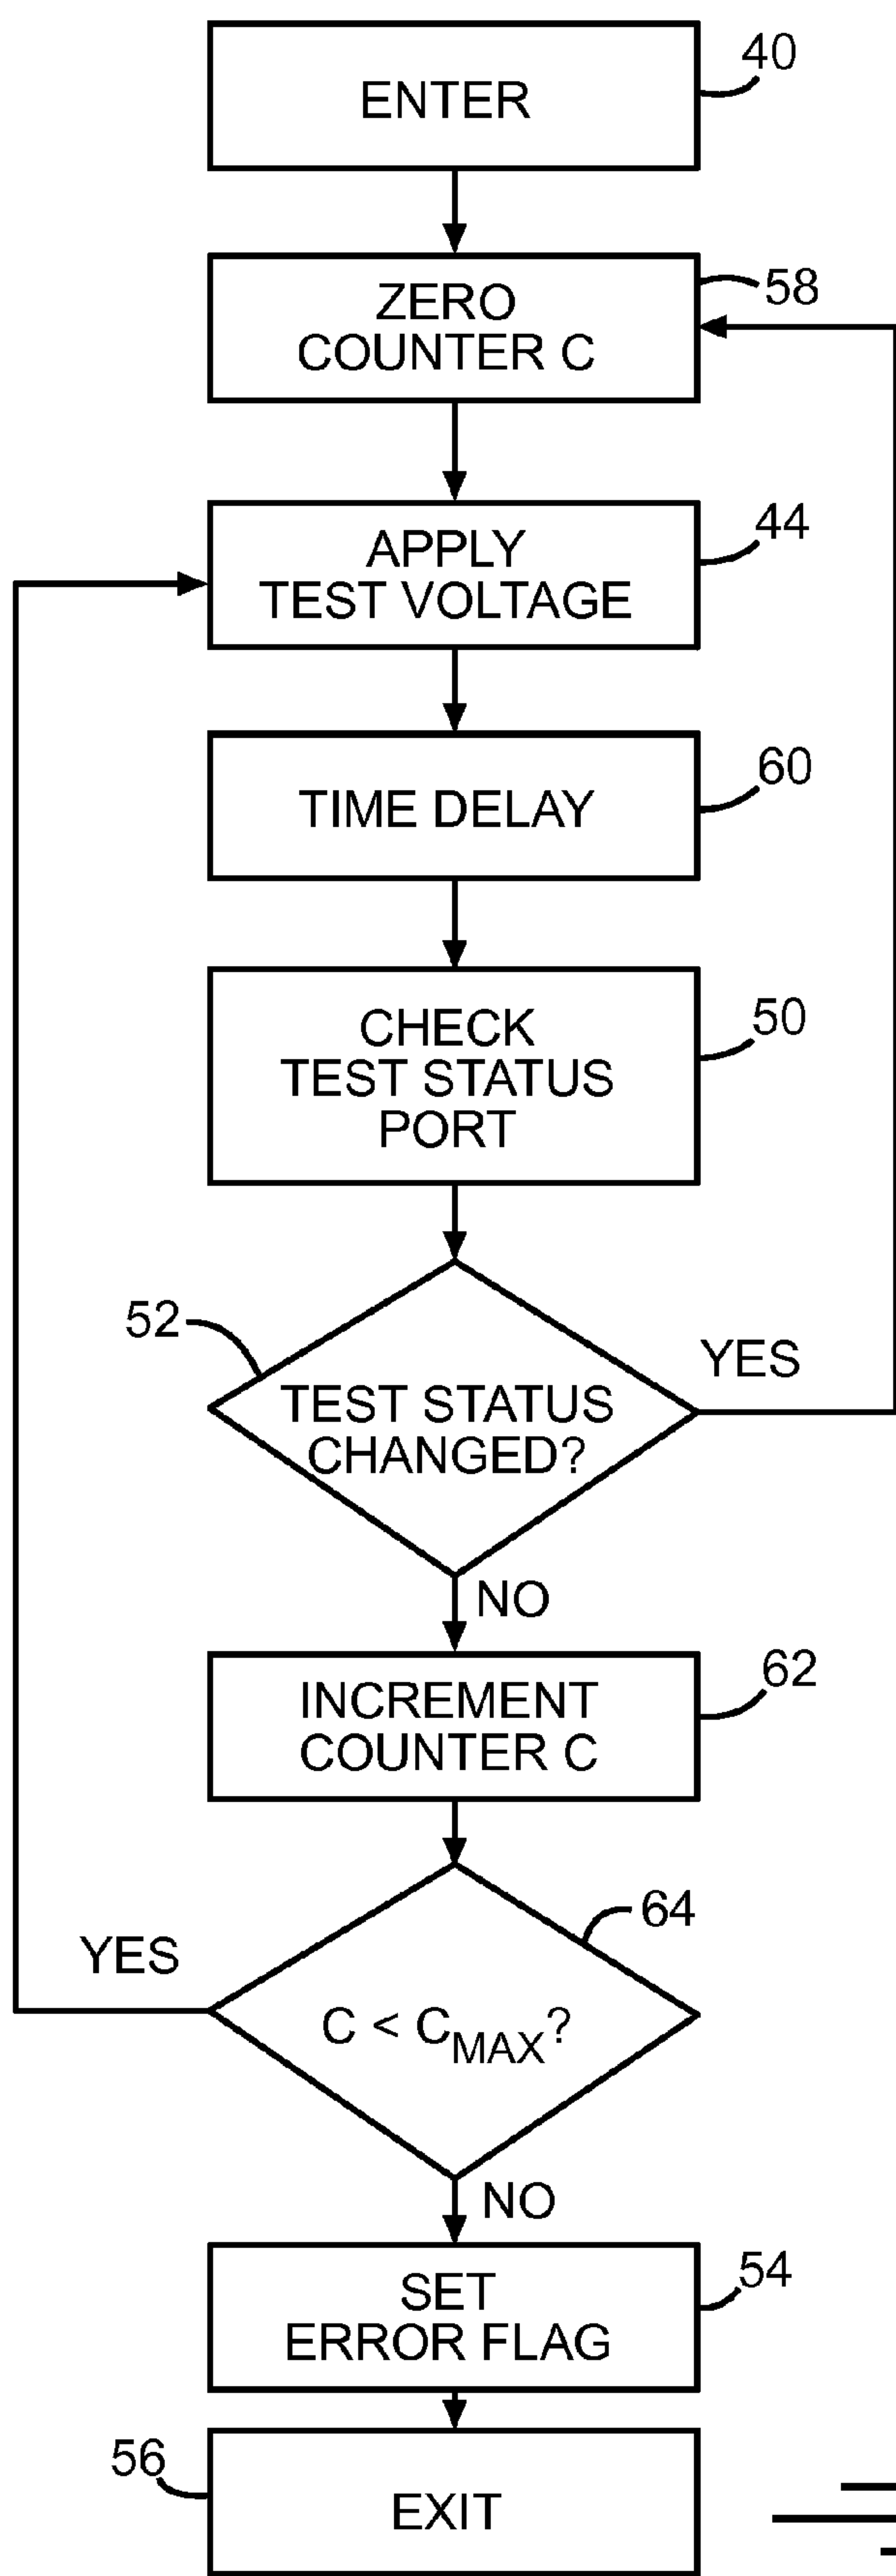 ENTER
40
ZERO
COUNTER C
58
APPLY
TEST VOLTAGE
44
TIME DELAY
60
CHECK
TEST STATUS
PORT
50
52
TEST STATUS
CHANGED?
YES
NO
INCREMENT
COUNTER C
62
64
YES
C < CMAX?
NO
SET
ERROR FLAG
54
56
EXIT